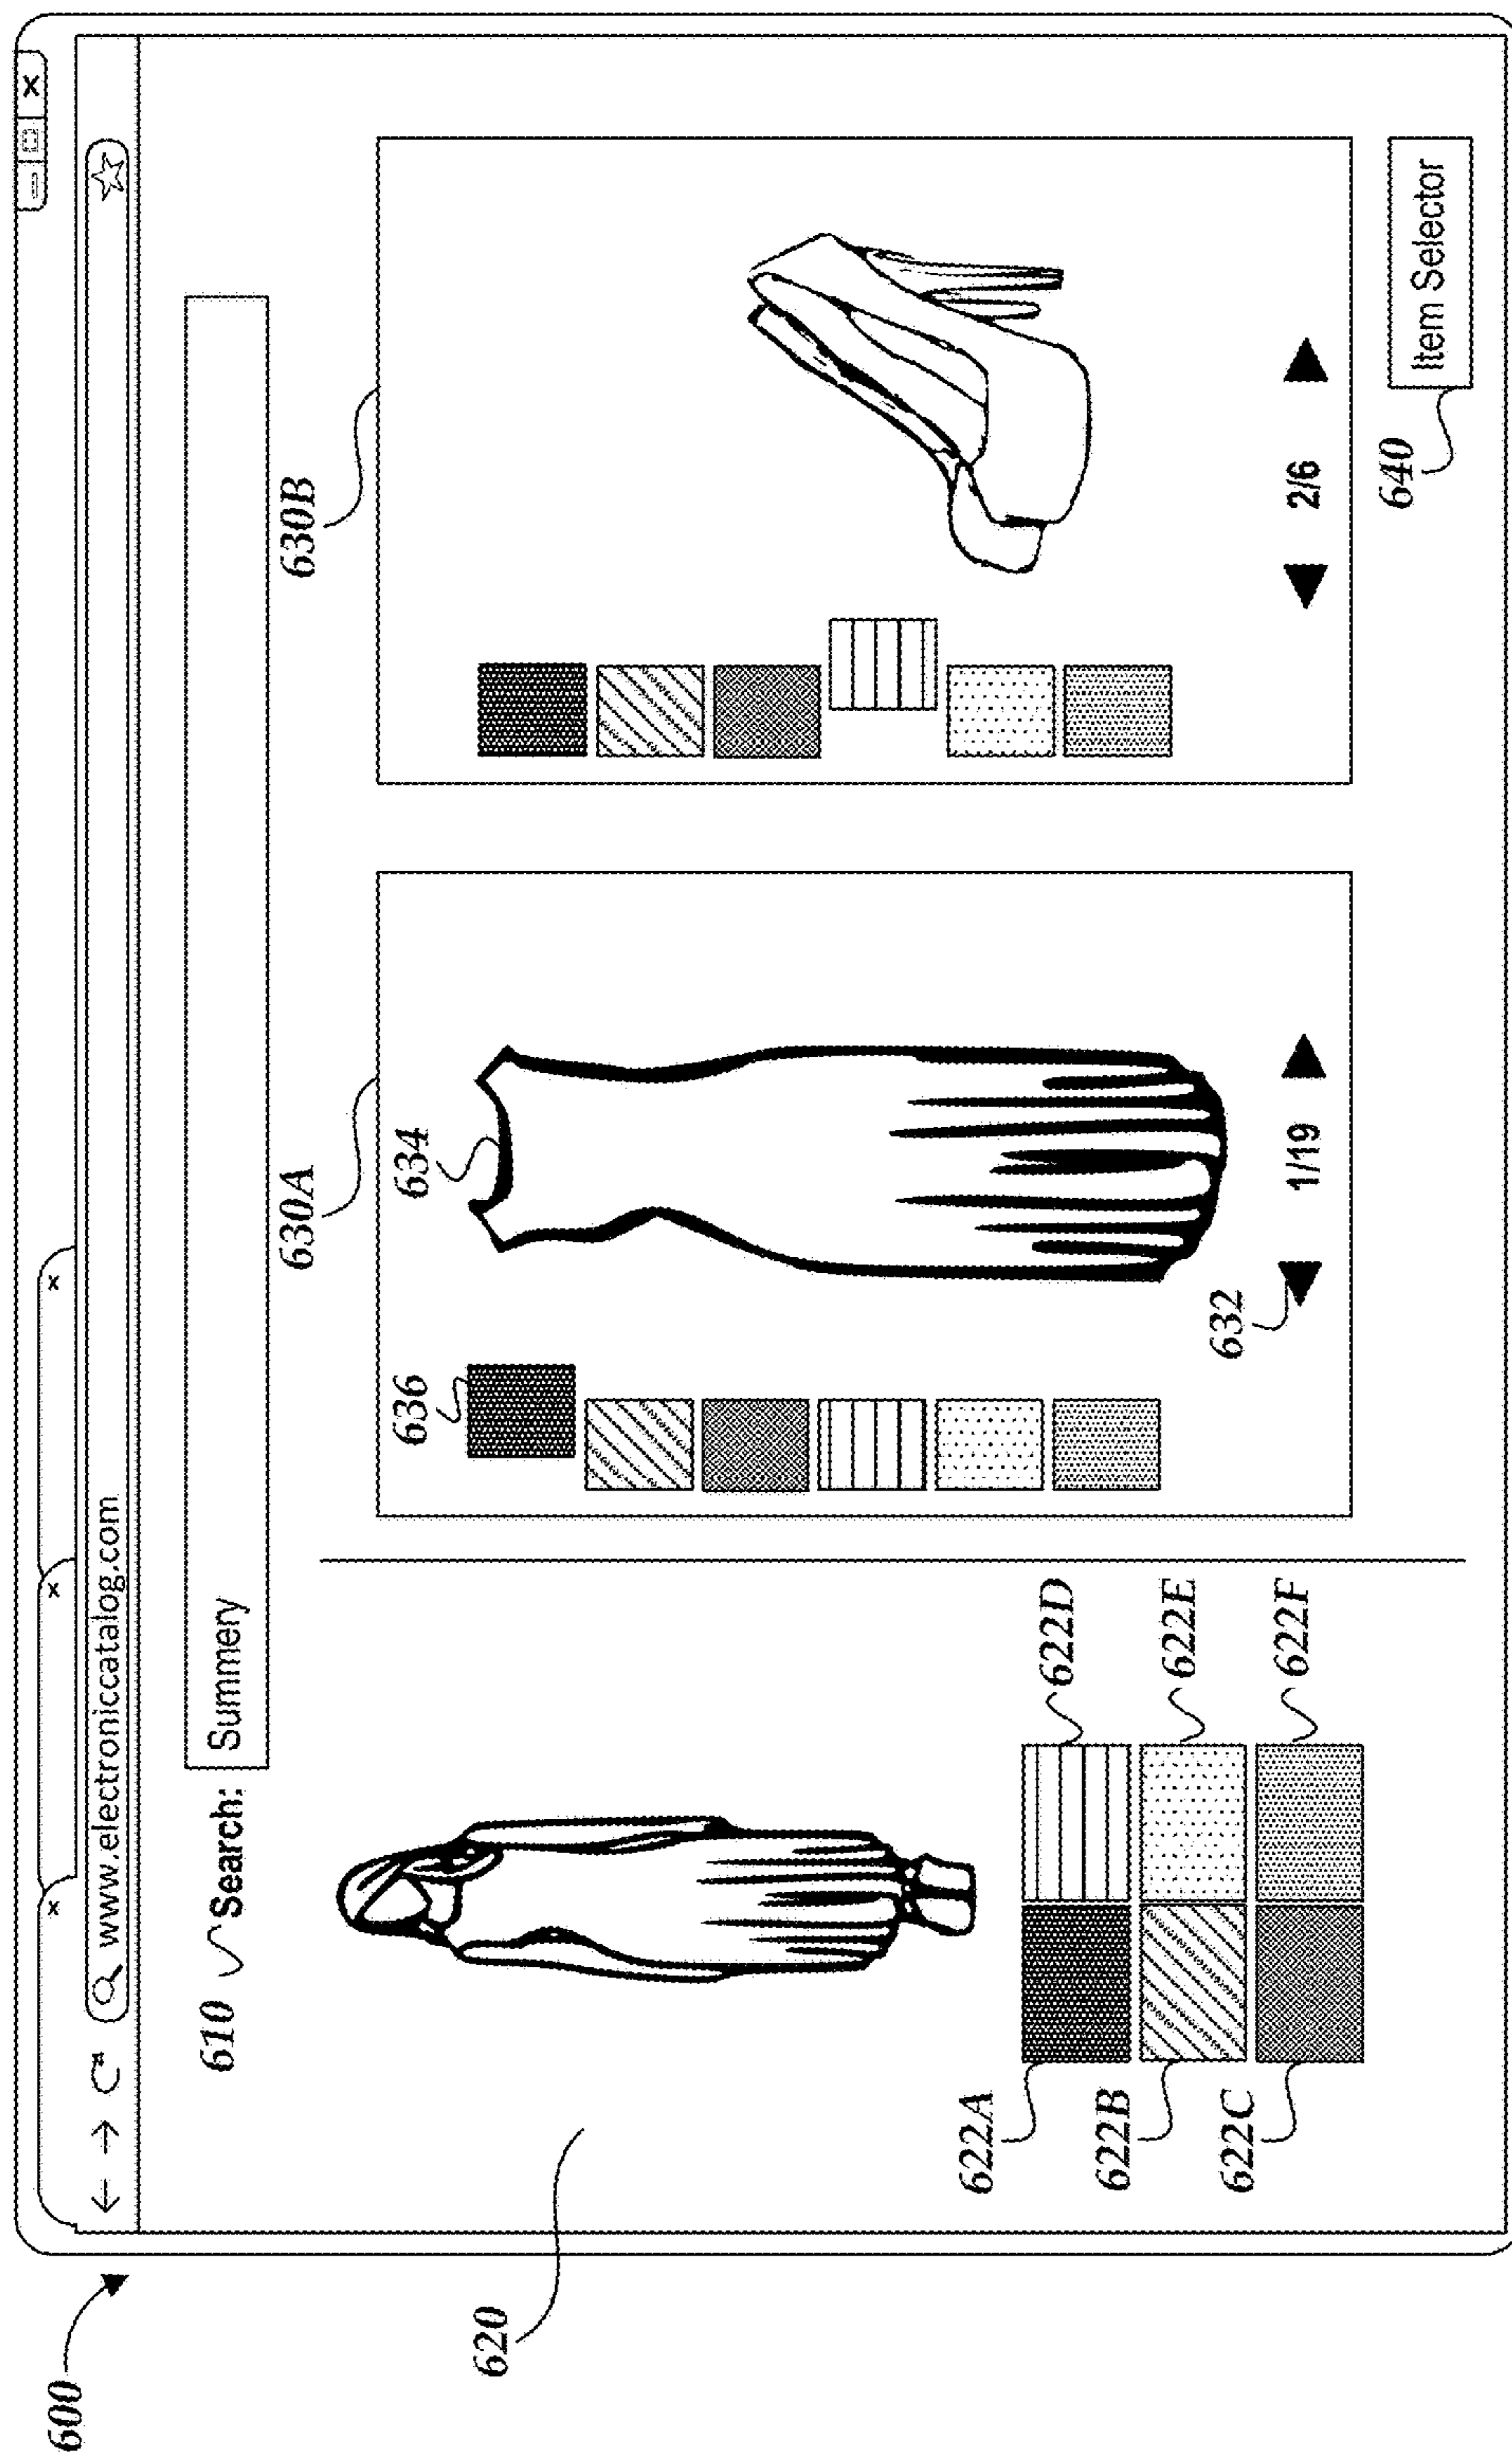 600
x x x
www.electroniccatalog.com
610 Search: Summery
620
630A
630B
636
634
622A
622D
622B
622E
622C
622F
632
1/19
2/6
640
Item Selector